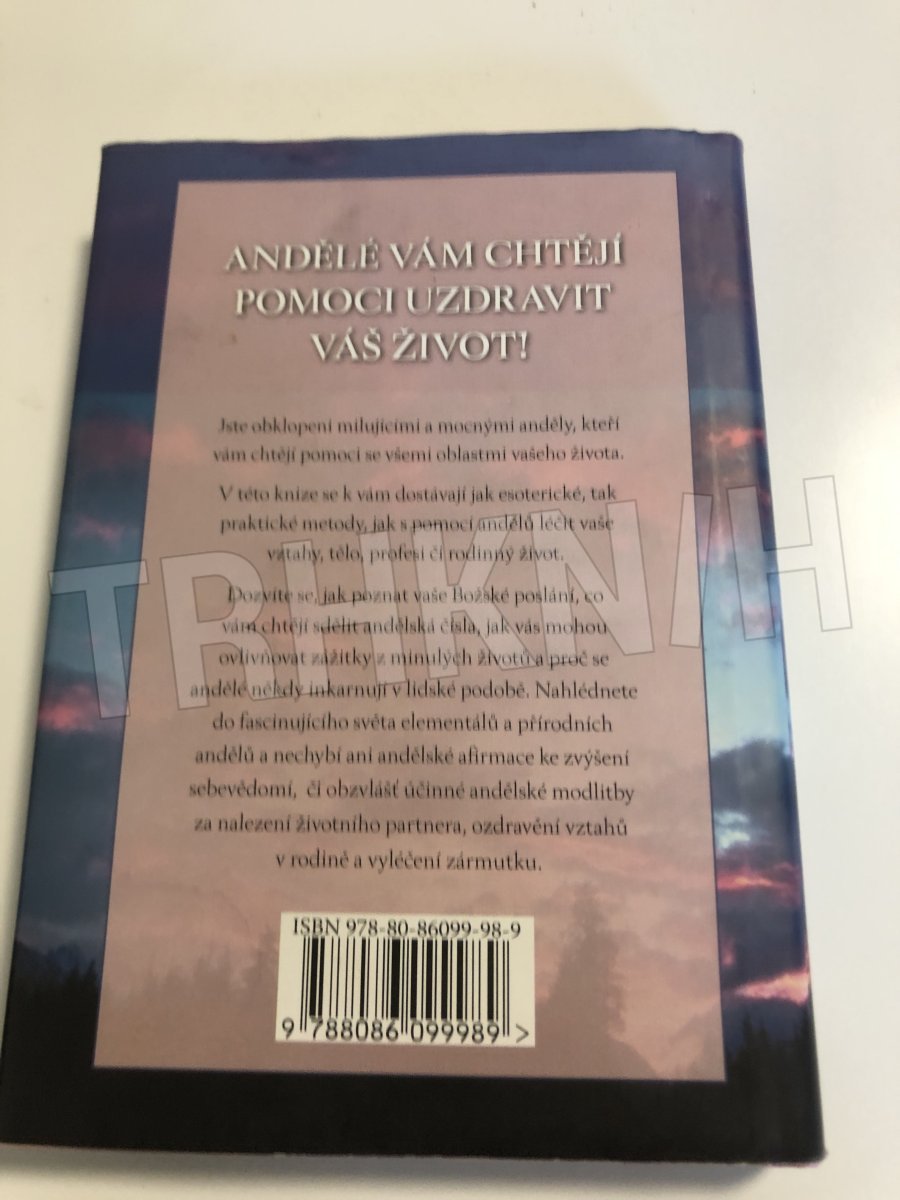 ANDĚLÉ VÁM CHTĚJÍ
POMOCI UZDRAVIT
VÁŠ ŽIVOT!
Jste obklopeni milujícími a mocnými anděly, kteří
vám chtějí pomoci se všemi oblastmi vašeho života.
V této knize se k vám dostávají jak esoterické, tak
praktické metody, jak s pomocí andělů léčit vaše
vztahy, tělo, profesi či rodinný život.
Dozvíte se, jak poznat vaše Božské poslání, co
vám chtějí sdělit andělská čísla, jak vás mohou
ovlivňovat zážitky z minulých životů a proč se
andělé někdy inkarnují v lidské podobě. Nahlédnete
do fascinujícího světa elementálů a přírodních
andělů a nechybí ani andělské afirmace ke zvýšení
sebevědomí, či obzvlášť účinné andělské modlitby
za nalezení životního partnera, ozdravění vztahů
v rodině a vyléčení zármutku.
TRHKNIH
ISBN 978-80-86099-98-9
9 788086 099989 >